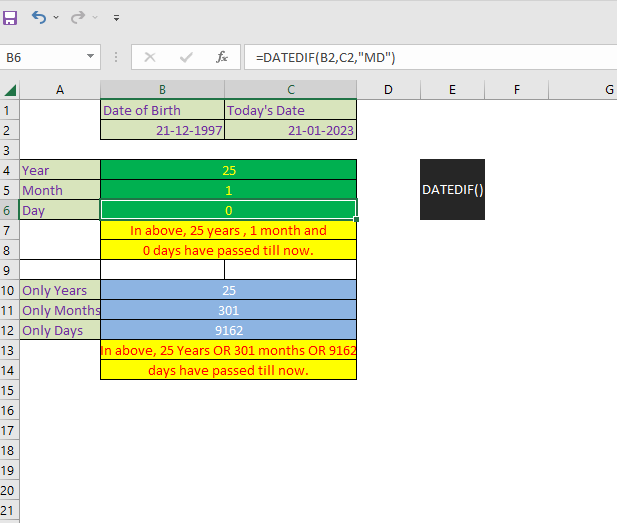 B6
fx
=DATEDIF(B2,C2,"MD")
A B C D E F G
1 Date of Birth Today's Date
2 21-12-1997 21-01-2023
3
4 Year 25
5 Month 1 DATEDIF()
6 Day 0
7 In above, 25 years , 1 month and
8 0 days have passed till now.
9
10 Only Years 25
11 Only Months 301
12 Only Days 9162
13 In above, 25 Years OR 301 months OR 9162
14 days have passed till now.
15
16
17
18
19
20
21